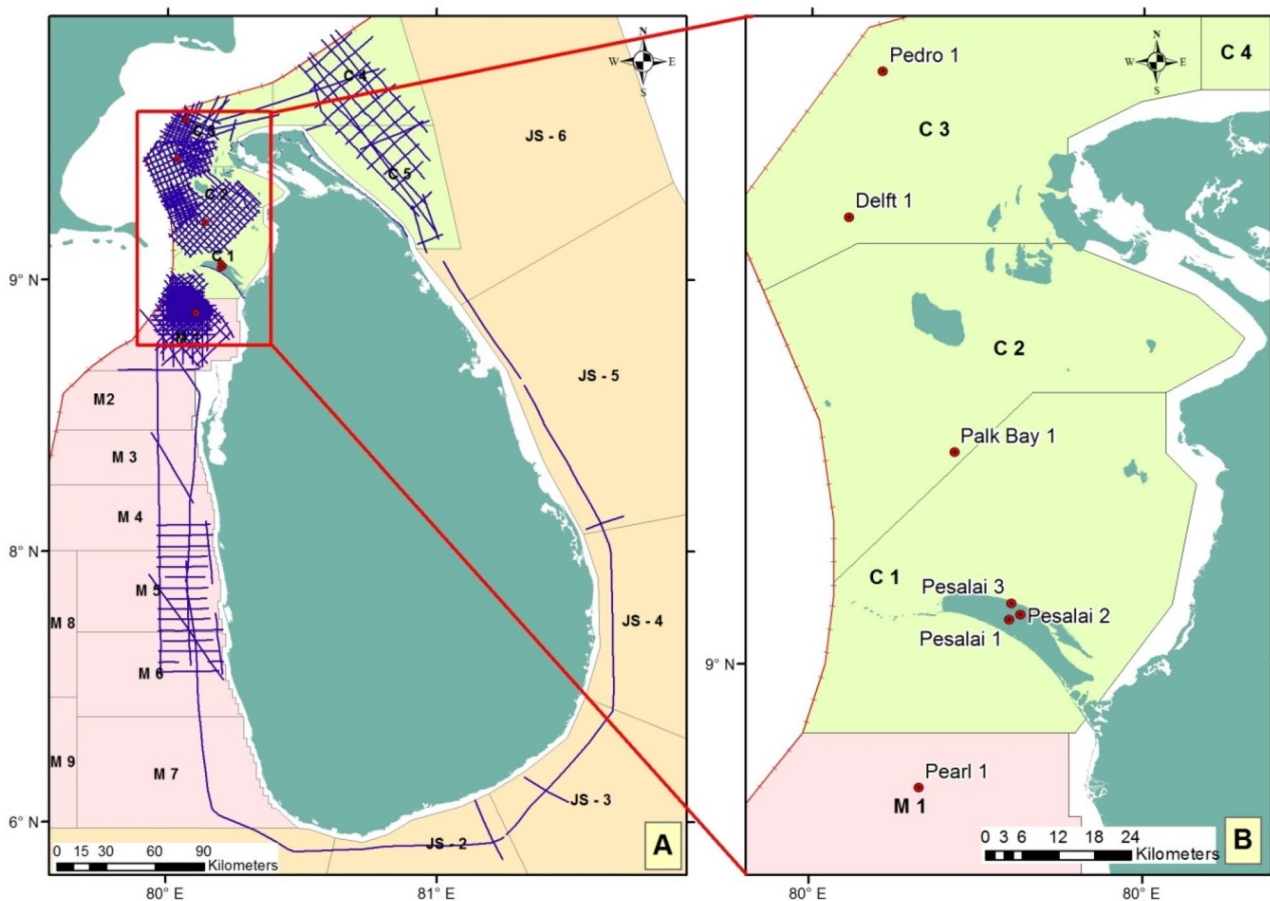 N
W E
S
C 4
C 3
JS - 6
C 5
C 2
C 1
9° N
M 1
M2
JS - 5
M 3
M 4
8° N
M 5
M 8
JS - 4
M 6
M 9
M 7
JS - 3
6° N
JS - 2
0 15 30 60 90
Kilometers
A
80° E
81° E
N
W E
S
C 4
Pedro 1
C 3
Delft 1
C 2
Palk Bay 1
C 1
Pesalai 3
Pesalai 2
Pesalai 1
9° N
Pearl 1
M 1
0 3 6 12 18 24
Kilometers
B
80° E
80° E